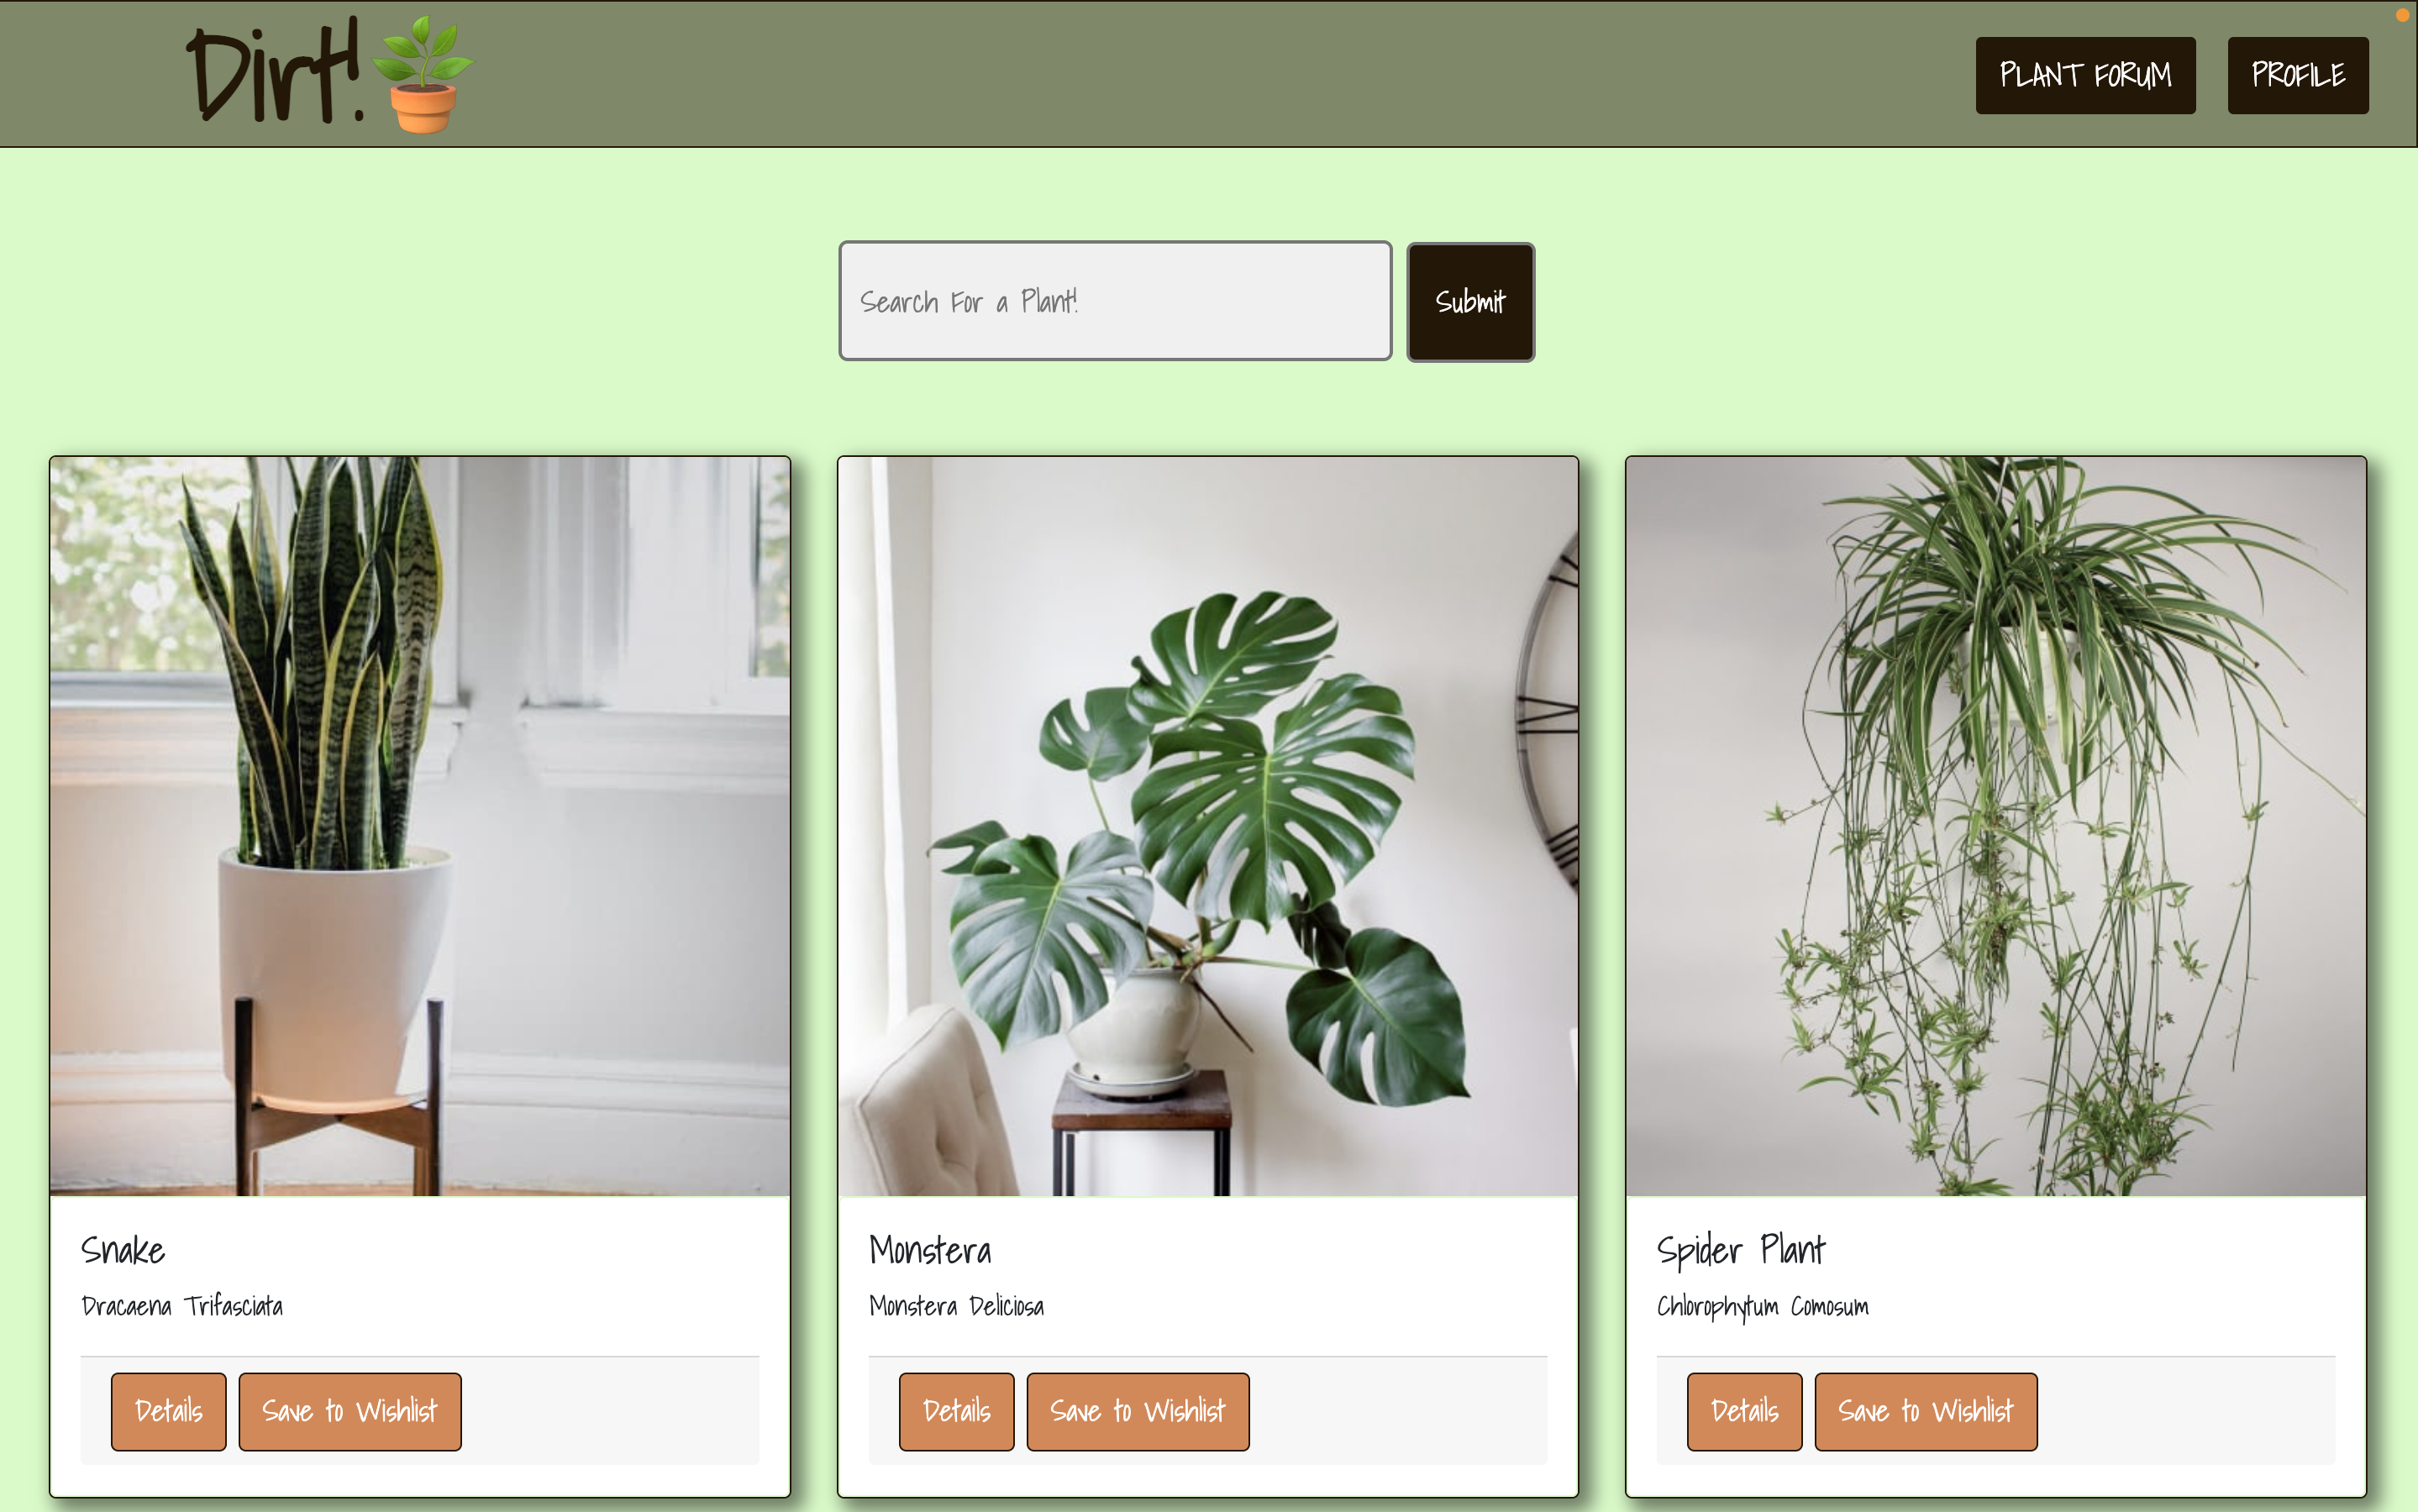 Dirt!
PLANT FORUM
PROFILE
Search For a Plant!
Submit
Snake
Dracaena Trifasciata
Details
Save to Wishlist
Monstera
Monstera Deliciosa
Details
Save to Wishlist
Spider Plant
Chlorophytum Comosum
Details
Save to Wishlist